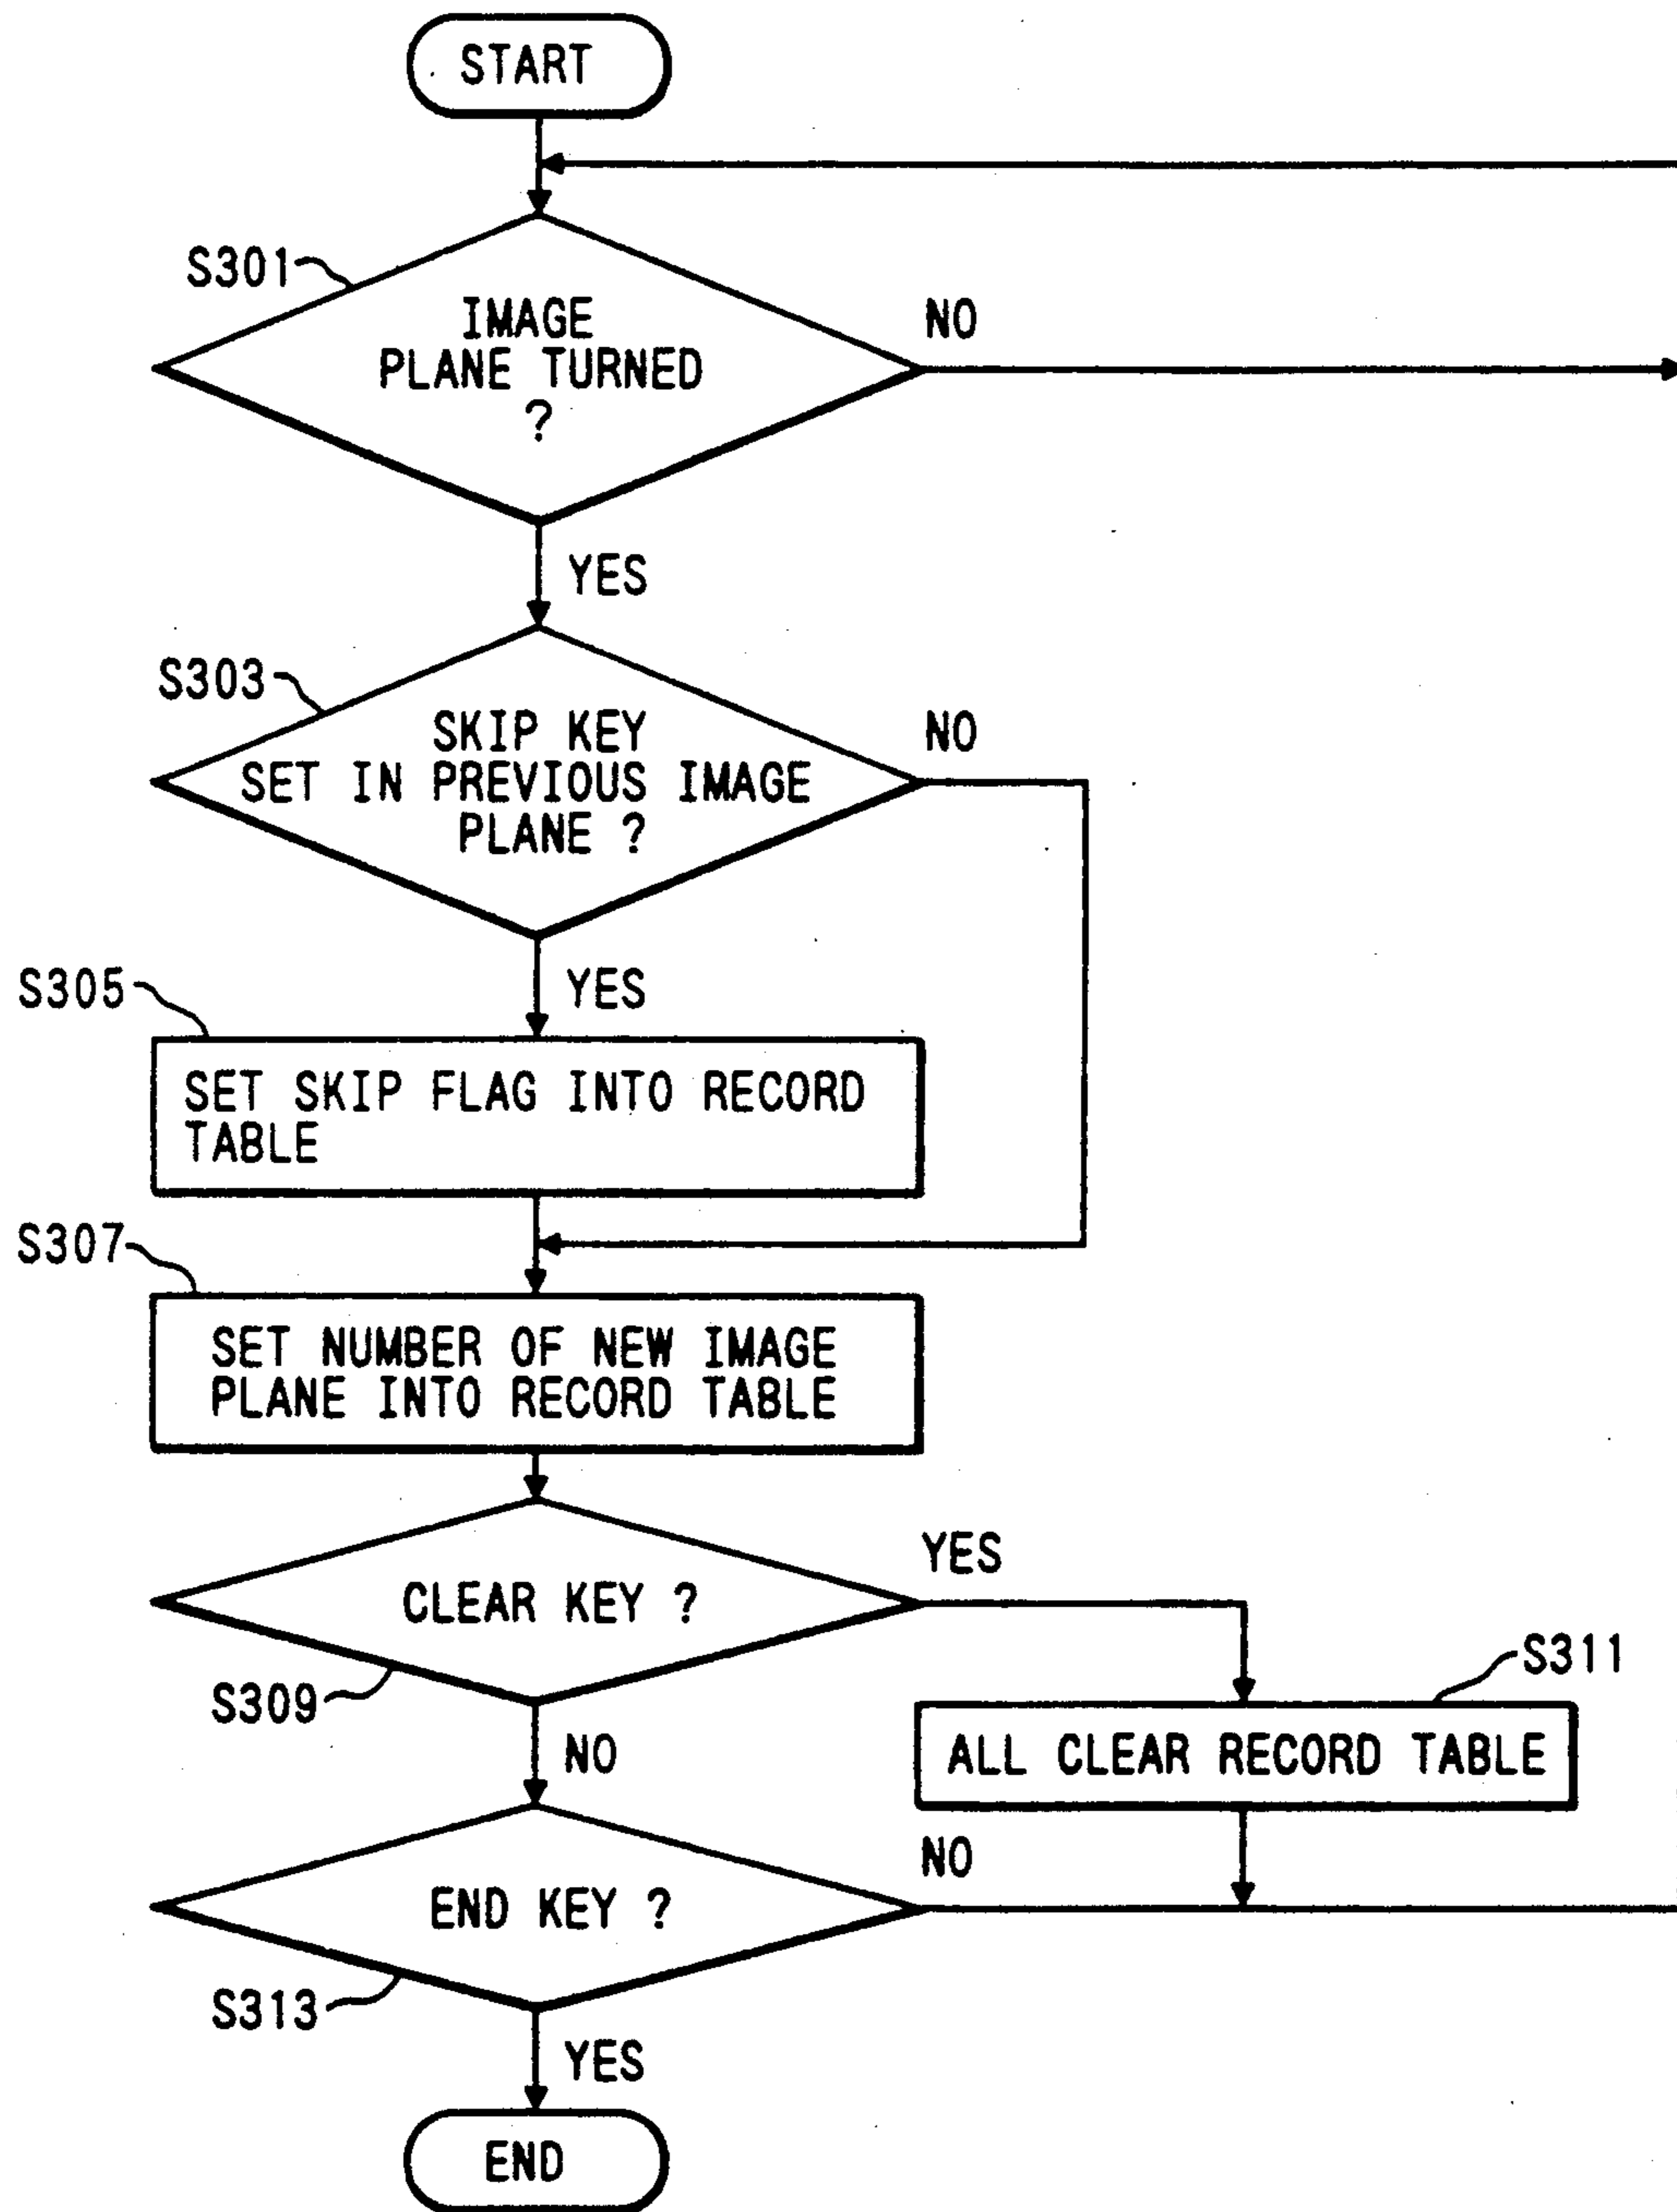 START
S301
IMAGE
PLANE TURNED
?
NO
YES
S303
SKIP KEY
SET IN PREVIOUS IMAGE
PLANE ?
NO
YES
S305
SET SKIP FLAG INTO RECORD
TABLE
S307
SET NUMBER OF NEW IMAGE
PLANE INTO RECORD TABLE
CLEAR KEY ?
YES
S309
NO
S311
ALL CLEAR RECORD TABLE
END KEY ?
NO
S313
YES
END